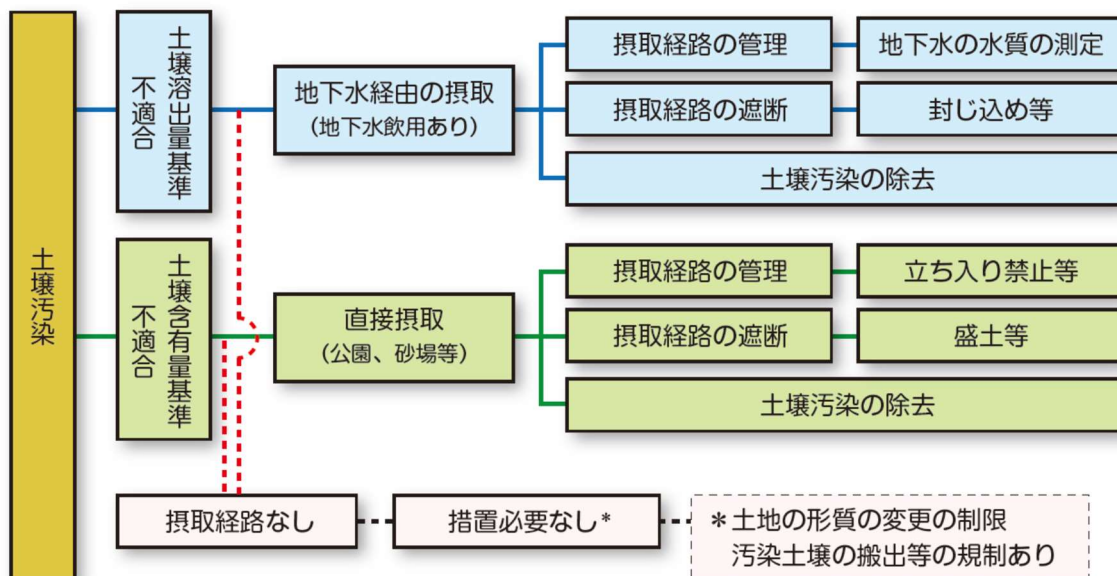 土壌汚染
土壌溶出量基準
不適合
地下水経由の摂取
（地下水飲用あり）
摂取経路の管理
地下水の水質の測定
摂取経路の遮断
封じ込め等
土壌汚染の除去
土壌含有量基準
不適合
直接摂取
（公園、砂場等）
摂取経路の管理
立ち入り禁止等
摂取経路の遮断
盛土等
土壌汚染の除去
摂取経路なし
措置必要なし*
＊土地の形質の変更の制限
汚染土壌の搬出等の規制あり